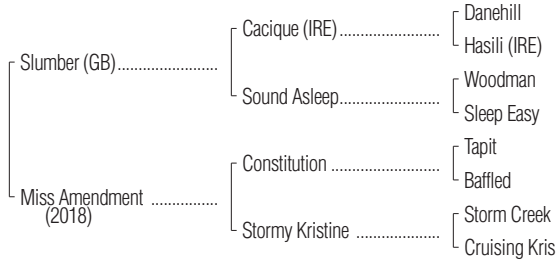 Slumber (GB)
Cacique (IRE)
Danehill
Hasili (IRE)
Sound Asleep
Woodman
Sleep Easy
Miss Amendment
(2018)
Constitution
Tapit
Baffled
Stormy Kristine
Storm Creek
Cruising Kris